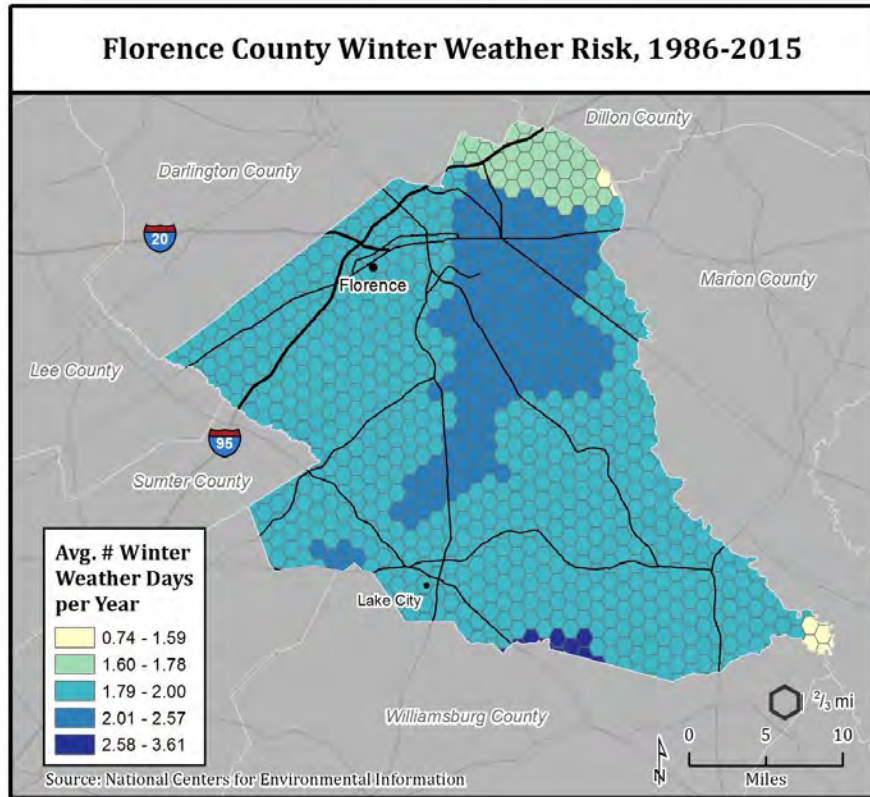 Florence County Winter Weather Risk, 1986-2015
Dillon County
Darlington County
20
Marion County
Florence
Lee County
95
Sumter County
Avg. # Winter
Weather Days
per Year
0.74 - 1.59
1.60 - 1.78
1.79 - 2.00
2.01 - 2.57
2.58 - 3.61
Lake City
Williamsburg County
2/3 mi
N
0 5 10
Miles
Source: National Centers for Environmental Information